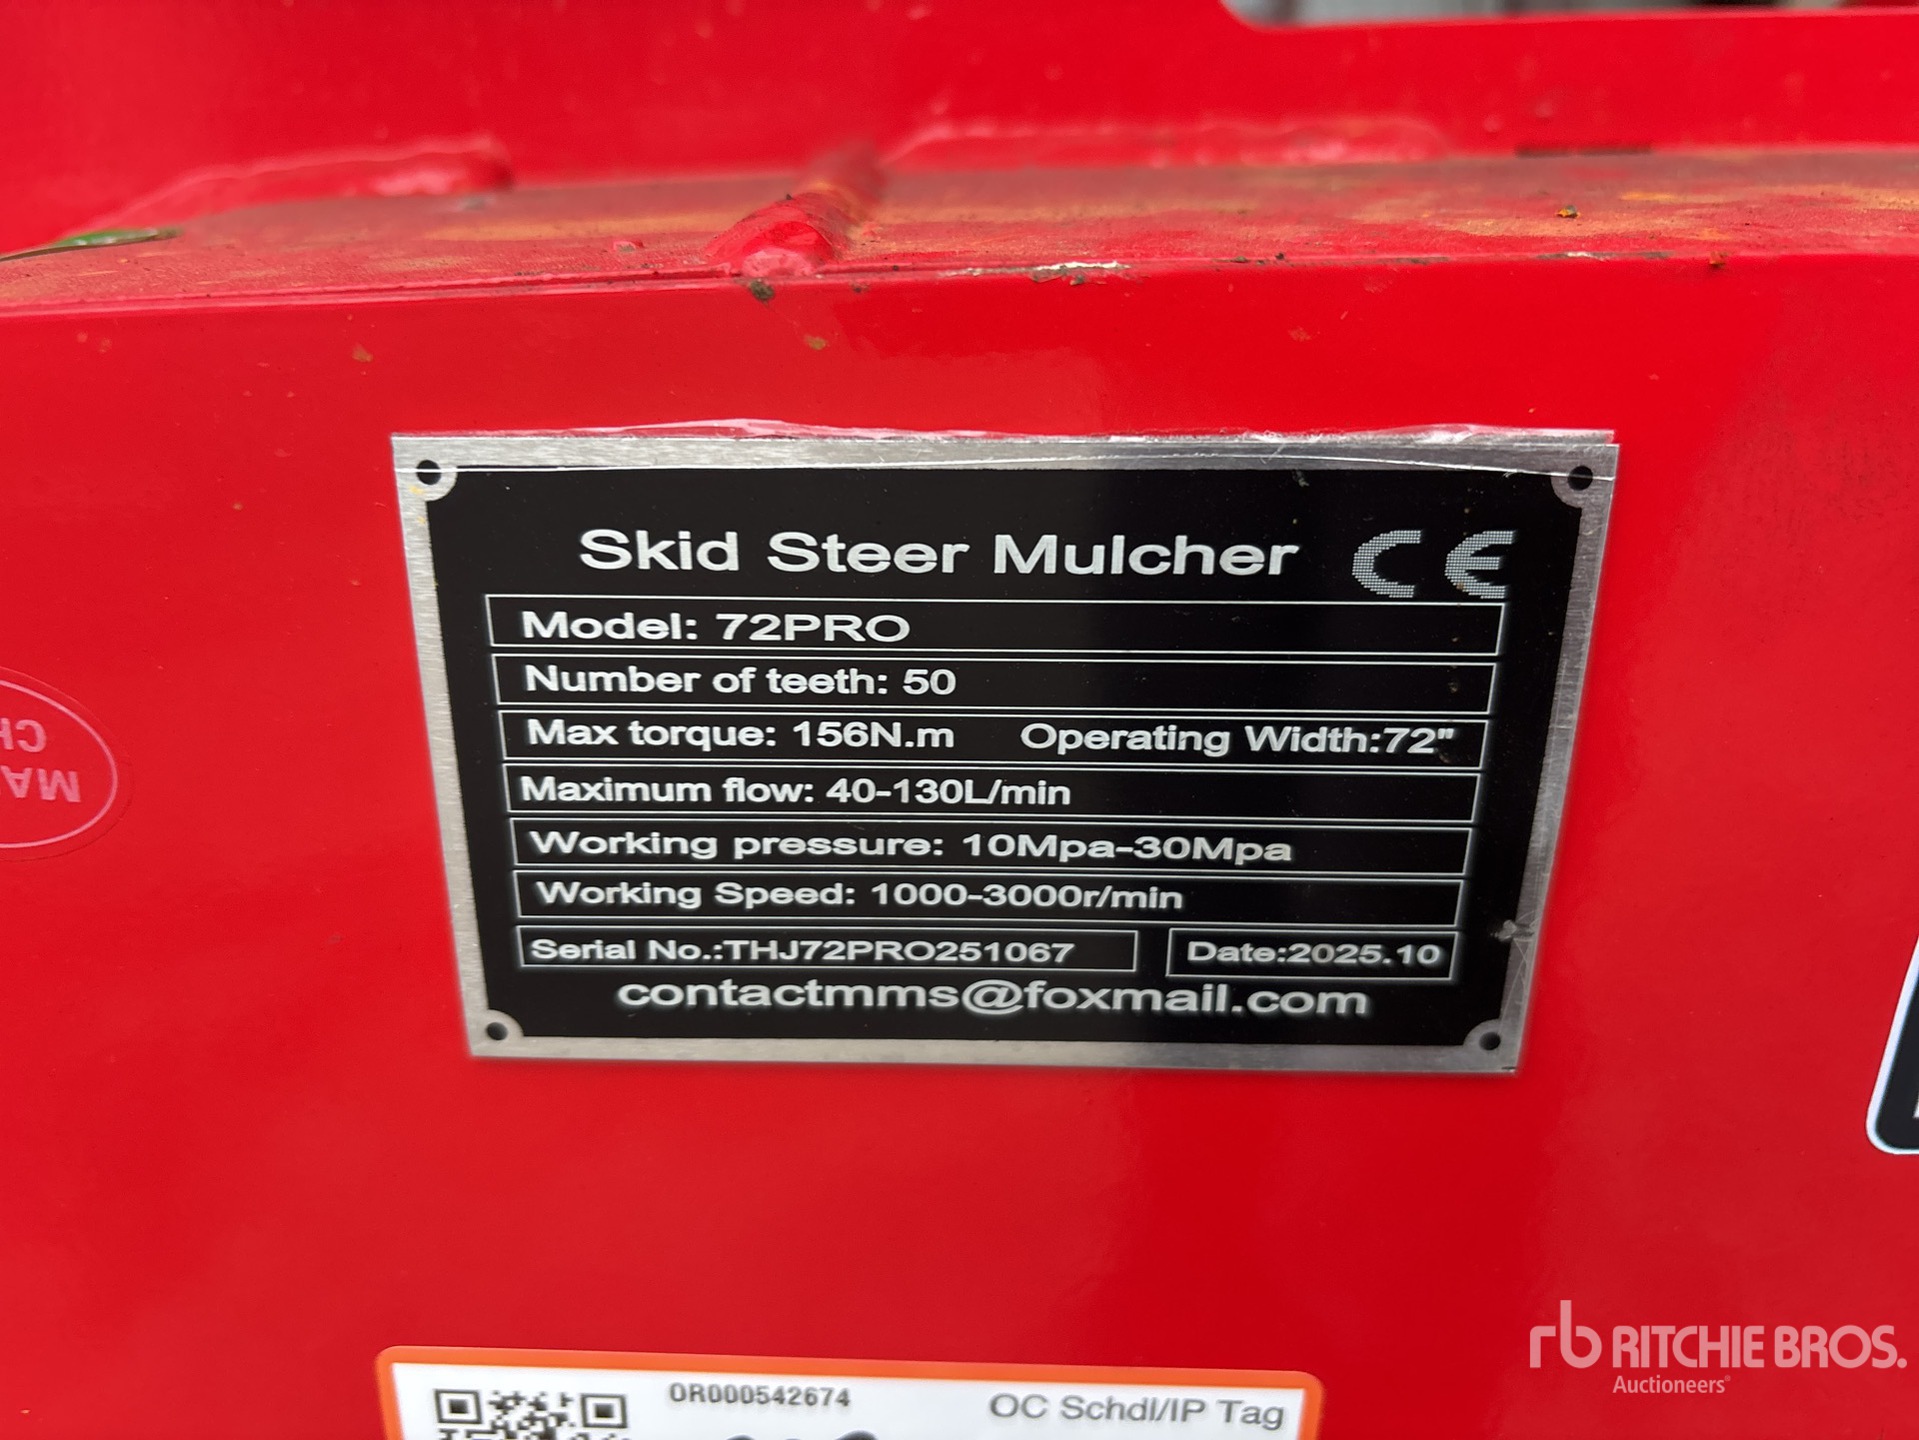 Skid Steer Mulcher CE
Model: 72PRO
Number of teeth: 50
Max torque: 156N.m Operating Width:72"
Maximum flow: 40-130L/min
Working pressure: 10Mpa-30Mpa
Working Speed: 1000-3000r/min
Serial No.:THJ72PRO251067 Date:2025.10
contactmms@foxmail.com
OR000542674 OC Schdl/IP Tag
rb RITCHIE BROS.
Auctioneers